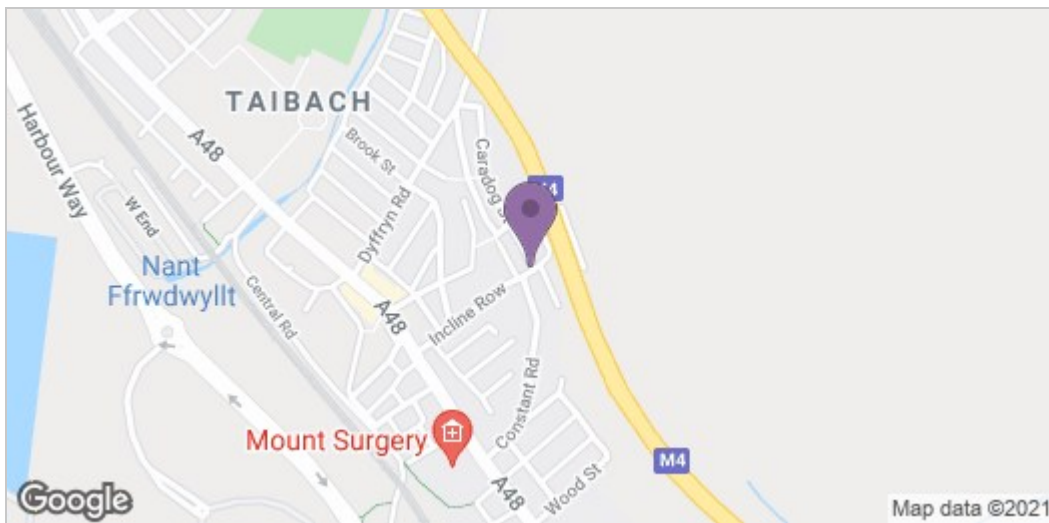 TAIBACH
A48
Harbour Way
Brook St
Caradog St
W End
Dyffryn Rd
Nant
Ffrwdwyllt
Central Rd
A48
Incline Row
Constant Rd
Mount Surgery
M4
A48
Wood St
Google
Map data ©2021